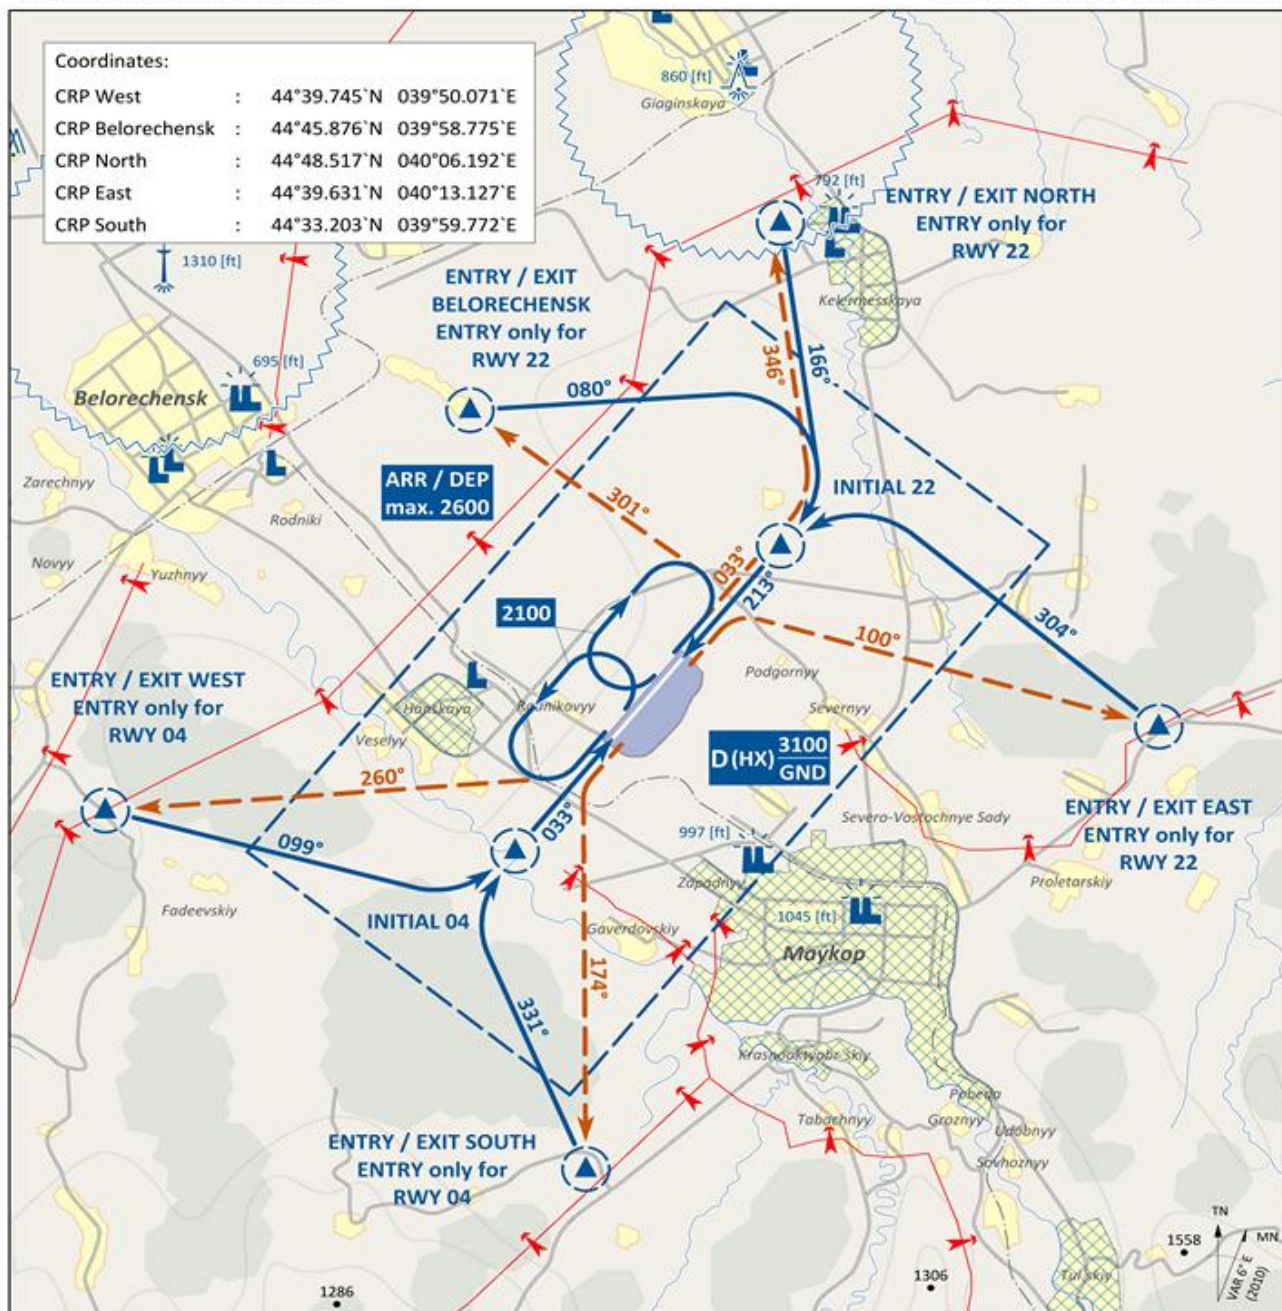 Coordinates:
CRP West : 44°39.745`N 039°50.071`E
CRP Belorechensk : 44°45.876`N 039°58.775`E
CRP North : 44°48.517`N 040°06.192`E
CRP East : 44°39.631`N 040°13.127`E
CRP South : 44°33.203`N 039°59.772`E
860 [ft]
Giaginskaya
792 [ft]
ENTRY / EXIT NORTH
ENTRY only for
RWY 22
1310 [ft]
ENTRY / EXIT
BELORECHENSK
ENTRY only for
RWY 22
Kelermesskaya
695 [ft]
Belorechensk
346°
166°
080°
ARR / DEP
max. 2600
INITIAL 22
301°
Zarechnyy
Rodniki
Novyy
Yuzhnyy
033°
213°
2100
304°
100°
Podgornyy
ENTRY / EXIT WEST
ENTRY only for
RWY 04
Hanskaya
Rodnikovyy
Severnyy
Veselyy
D (HX) 3100
GND
260°
ENTRY / EXIT EAST
ENTRY only for
RWY 22
Severo-Vostochnye Sady
033°
997 [ft]
099°
Zapadnyy
Proletarskiy
Fadeevskiy
INITIAL 04
1045 [ft]
Gaverdovskiy
Maykop
174°
331°
Krasnooktyabr'skiy
Pobeda
Tabachnyy
Groznyy
Udobnyy
ENTRY / EXIT SOUTH
ENTRY only for
RWY 04
Sovhoznyy
TN
MN
1558
VAR 6° E
(2010)
1286
1306
Tul'skiy